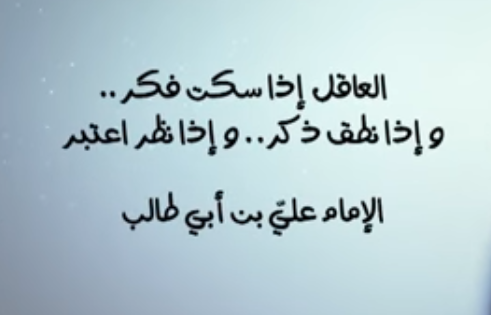 العاقل إذا سكت فكر..
و إذا نطق ذكر.. و إذا نظر اعتبر
الإمام عليّ بن أبي طالب